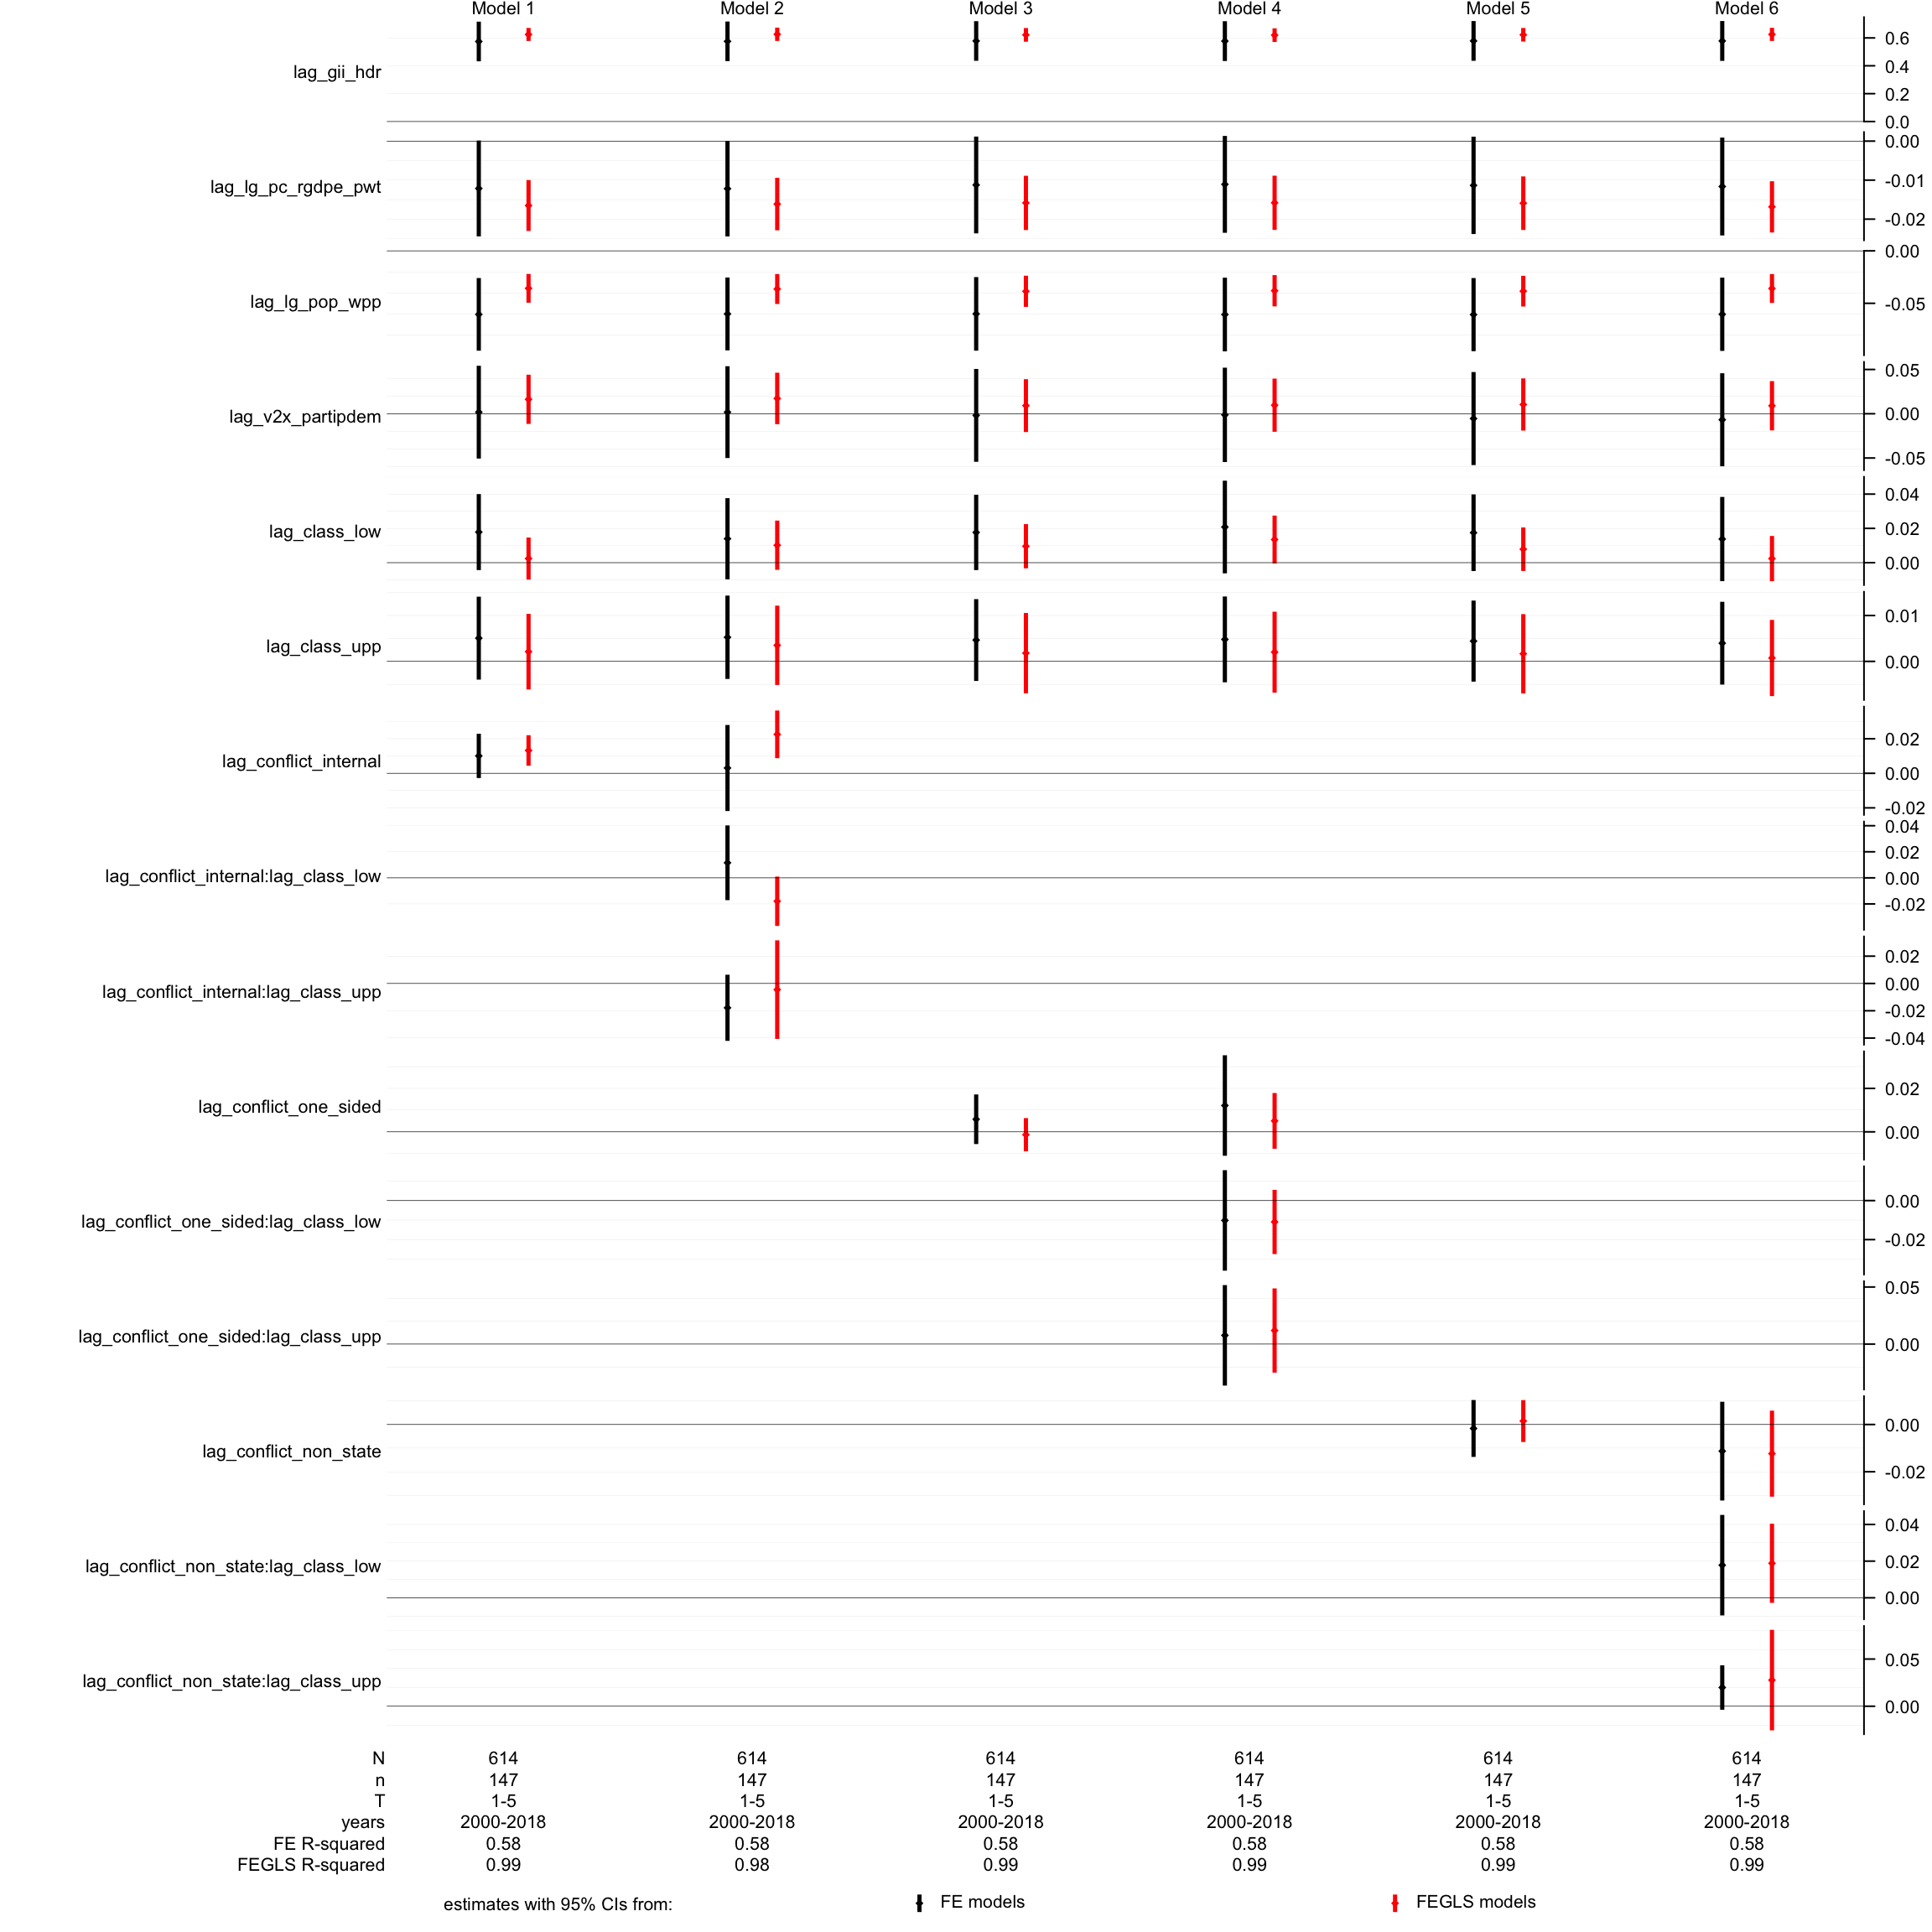 Model 1 Model 2 Model 3 Model 4 Model 5 Model 6
lag_gii_hdr
0.6
0.4
0.2
0.0
lag_lg_pc_rgdpe_pwt
0.00
-0.01
-0.02
lag_lg_pop_wpp
0.00
-0.05
lag_v2x_partipdem
0.05
0.00
-0.05
lag_class_low
0.04
0.02
0.00
lag_class_upp
0.01
0.00
lag_conflict_internal
0.02
0.00
-0.02
lag_conflict_internal:lag_class_low
0.04
0.02
0.00
-0.02
lag_conflict_internal:lag_class_upp
0.02
0.00
-0.02
-0.04
lag_conflict_one_sided
0.02
0.00
lag_conflict_one_sided:lag_class_low
0.00
-0.02
lag_conflict_one_sided:lag_class_upp
0.05
0.00
lag_conflict_non_state
0.00
-0.02
lag_conflict_non_state:lag_class_low
0.04
0.02
0.00
lag_conflict_non_state:lag_class_upp
0.05
0.00
N 614 614 614 614 614 614
n 147 147 147 147 147 147
T 1-5 1-5 1-5 1-5 1-5 1-5
years 2000-2018 2000-2018 2000-2018 2000-2018 2000-2018 2000-2018
FE R-squared 0.58 0.58 0.58 0.58 0.58 0.58
FEGLS R-squared 0.99 0.98 0.99 0.99 0.99 0.99
estimates with 95% CIs from: FE models FEGLS models